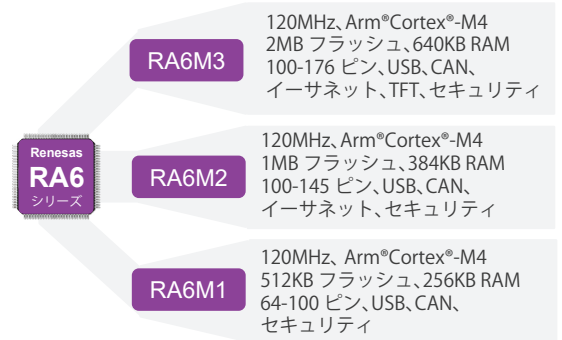 Renesas
RA6
シリーズ
RA6M3
120MHz、Arm®Cortex®-M4
2MB フラッシュ、640KB RAM
100-176 ピン、USB、CAN、
イーサネット、TFT、セキュリティ
RA6M2
120MHz、Arm®Cortex®-M4
1MB フラッシュ、384KB RAM
100-145 ピン、USB、CAN、
イーサネット、セキュリティ
RA6M1
120MHz、Arm®Cortex®-M4
512KB フラッシュ、256KB RAM
64-100 ピン、USB、CAN、
セキュリティ